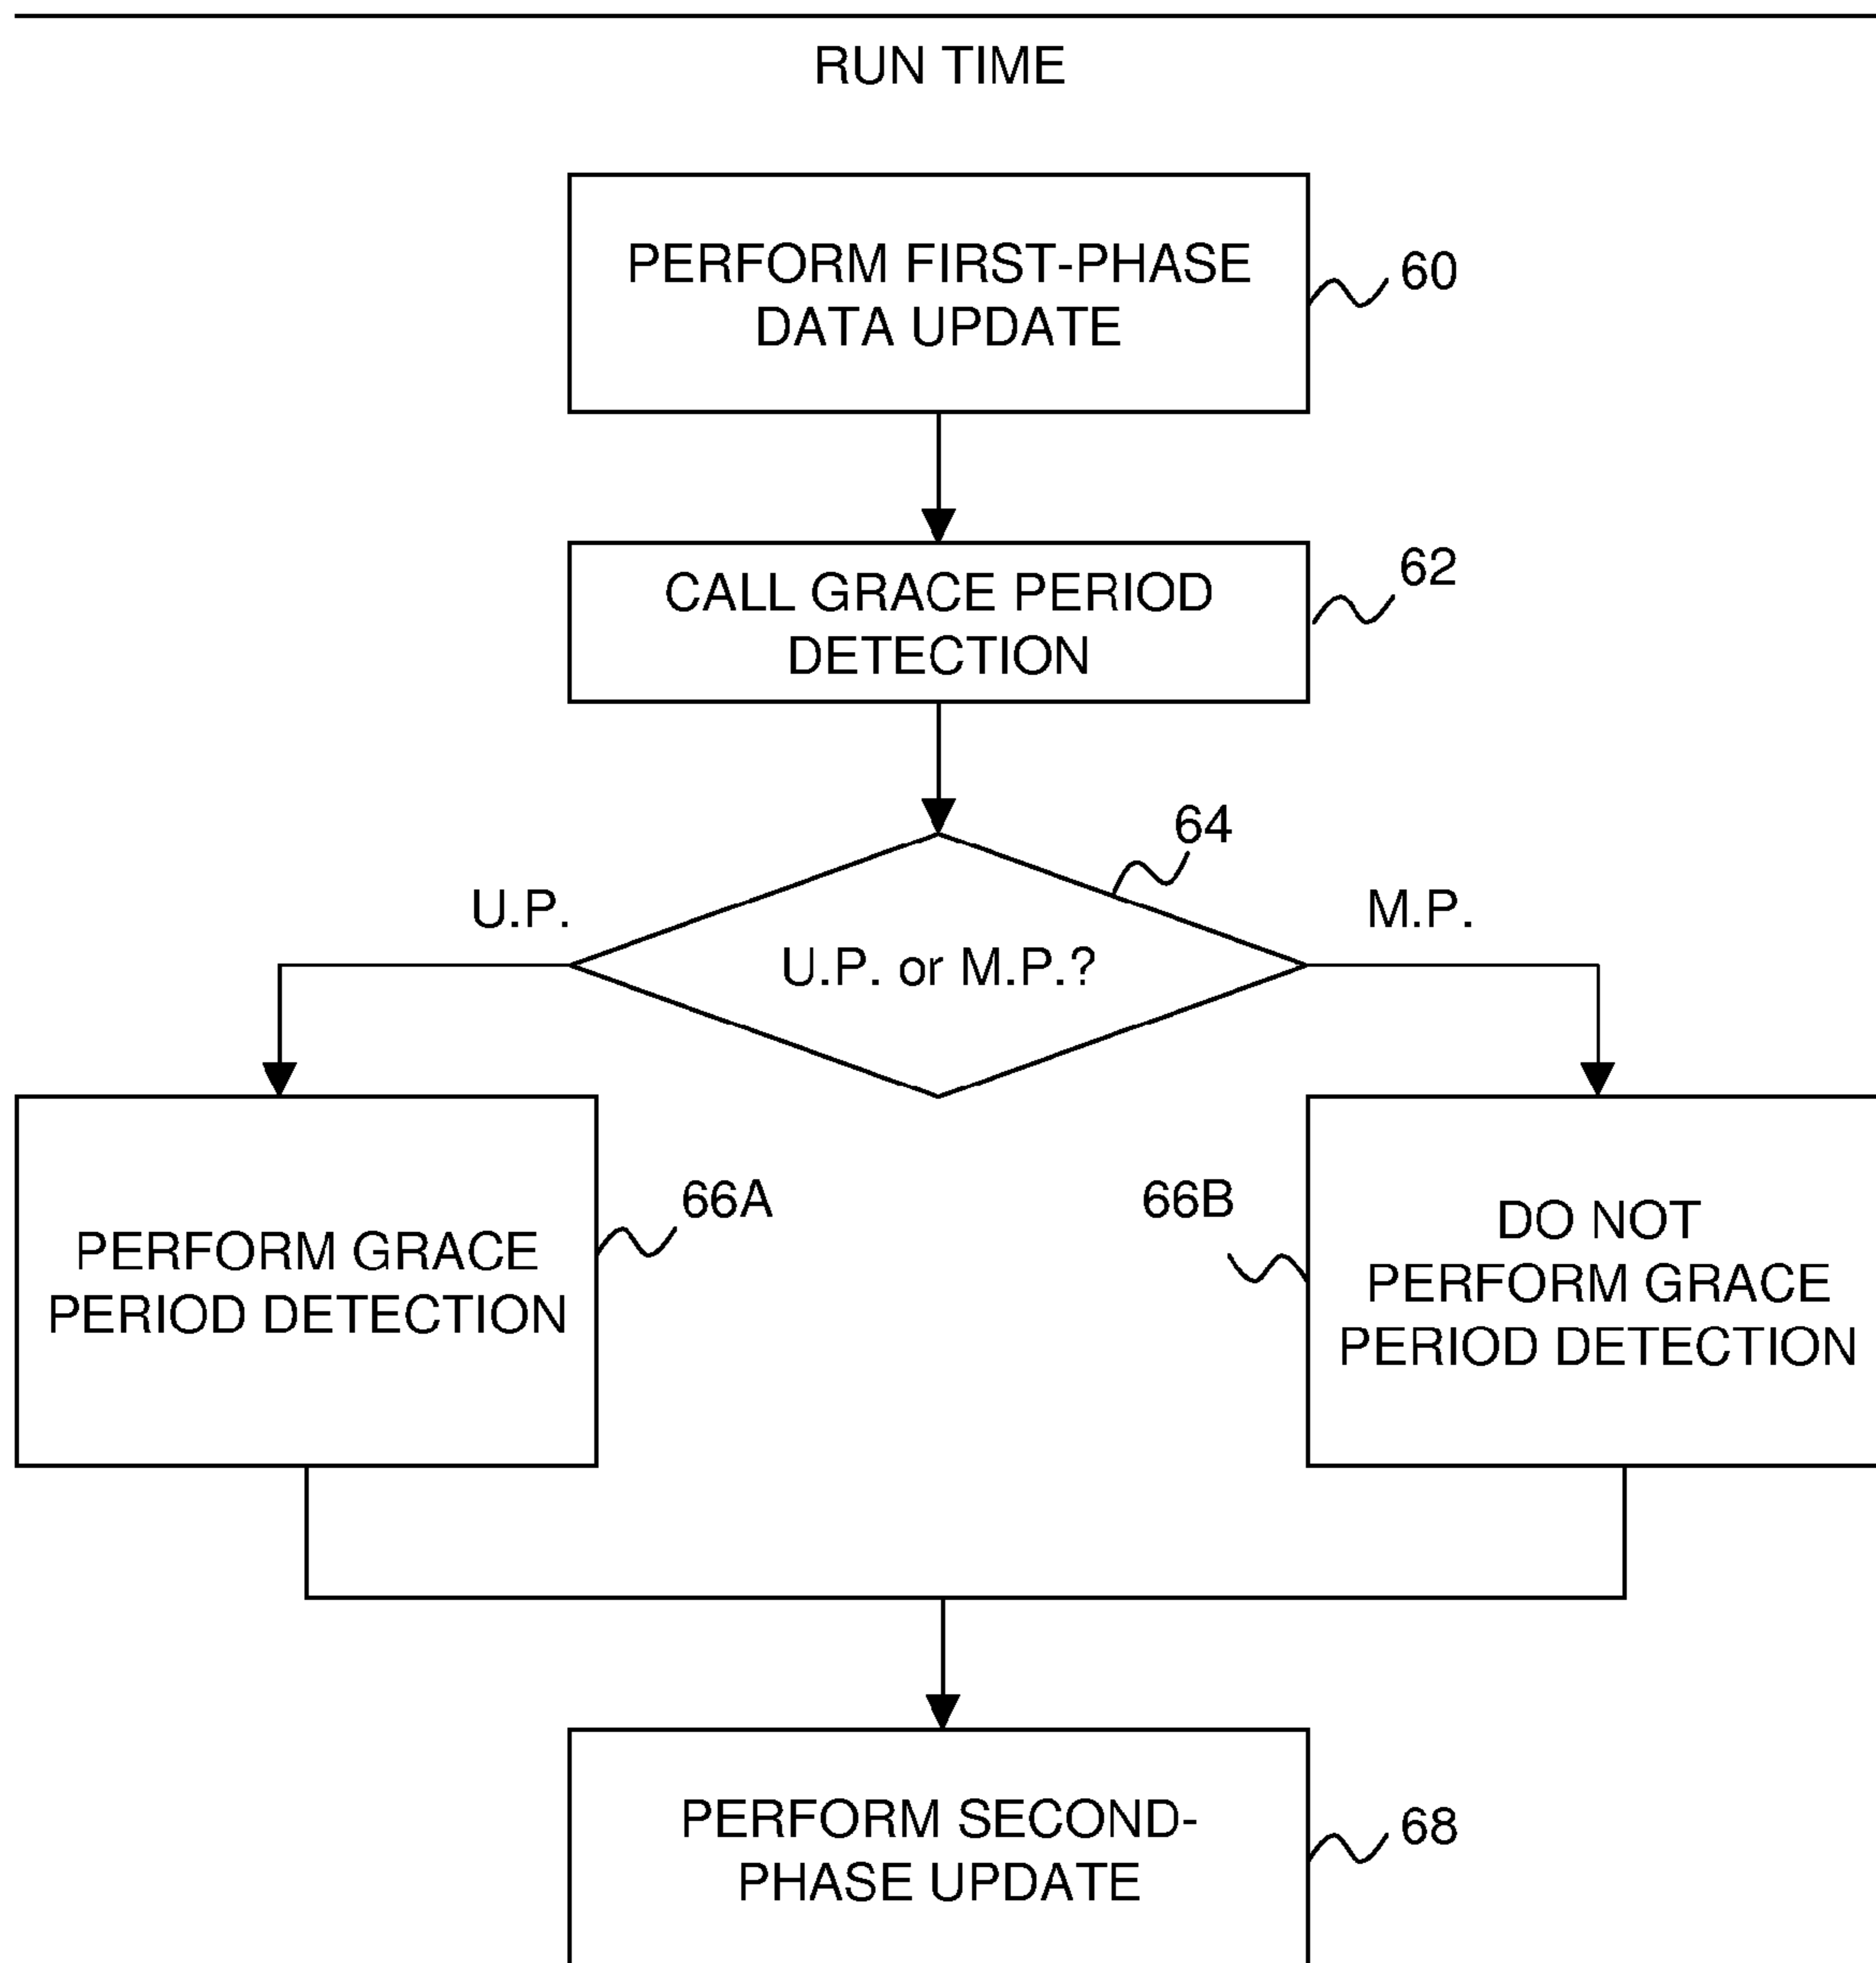 RUN TIME
PERFORM FIRST-PHASE
DATA UPDATE
60
CALL GRACE PERIOD
DETECTION
62
64
U.P.
U.P. or M.P.?
M.P.
PERFORM GRACE
PERIOD DETECTION
66A
66B
DO NOT
PERFORM GRACE
PERIOD DETECTION
PERFORM SECOND-
PHASE UPDATE
68